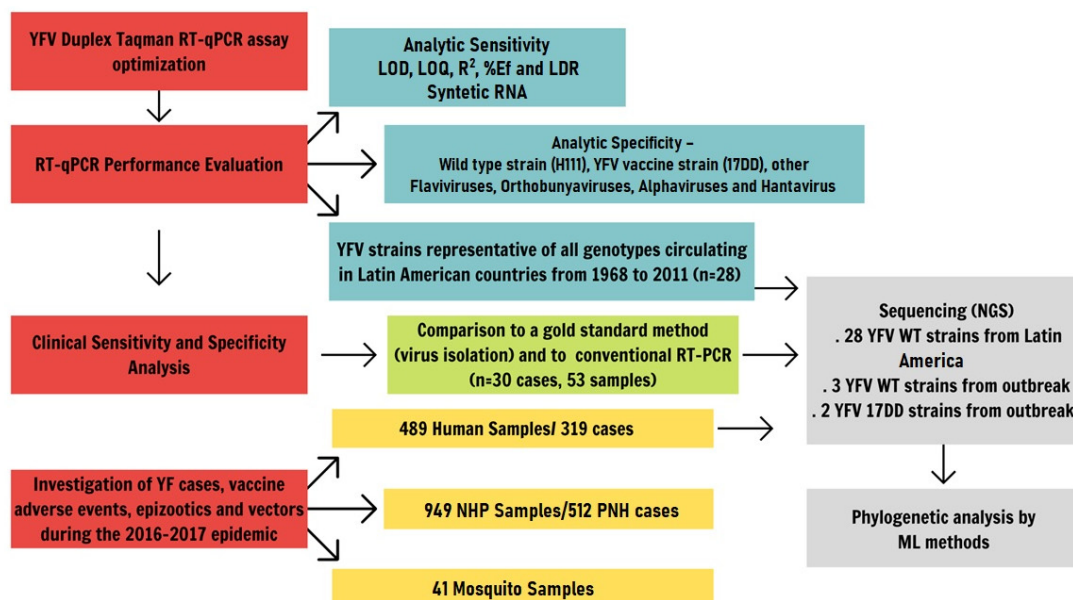 YFV Duplex Taqman RT-qPCR assay
optimization
Analytic Sensitivity
LOD, LOQ, R², %Ef and LDR
Syntetic RNA
RT-qPCR Performance Evaluation
Analytic Specificity –
Wild type strain (H111), YFV vaccine strain (17DD), other
Flaviviruses, Orthobunyaviruses, Alphaviruses and Hantavirus
YFV strains representative of all genotypes circulating
in Latin American countries from 1968 to 2011 (n=28)
Clinical Sensitivity and Specificity
Analysis
Comparison to a gold standard method
(virus isolation) and to conventional RT-PCR
(n=30 cases, 53 samples)
Sequencing (NGS)
. 28 YFV WT strains from Latin
America
. 3 YFV WT strains from outbreak
. 2 YFV 17DD strains from outbreak
489 Human Samples/ 319 cases
Investigation of YF cases, vaccine
adverse events, epizootics and vectors
during the 2016-2017 epidemic
949 NHP Samples/512 PNH cases
41 Mosquito Samples
Phylogenetic analysis by
ML methods